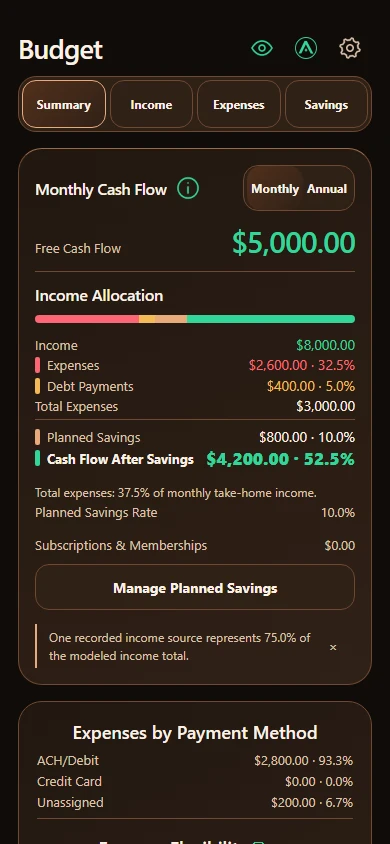 Budget
Summary Income Expenses Savings
Monthly Cash Flow
Monthly Annual
Free Cash Flow $5,000.00
Income Allocation
Income $8,000.00
Expenses $2,600.00 · 32.5%
Debt Payments $400.00 · 5.0%
Total Expenses $3,000.00
Planned Savings $800.00 · 10.0%
Cash Flow After Savings $4,200.00 · 52.5%
Total expenses: 37.5% of monthly take-home income.
Planned Savings Rate 10.0%
Subscriptions & Memberships $0.00
Manage Planned Savings
One recorded income source represents 75.0% of
the modeled income total.
×
Expenses by Payment Method
ACH/Debit $2,800.00 · 93.3%
Credit Card $0.00 · 0.0%
Unassigned $200.00 · 6.7%